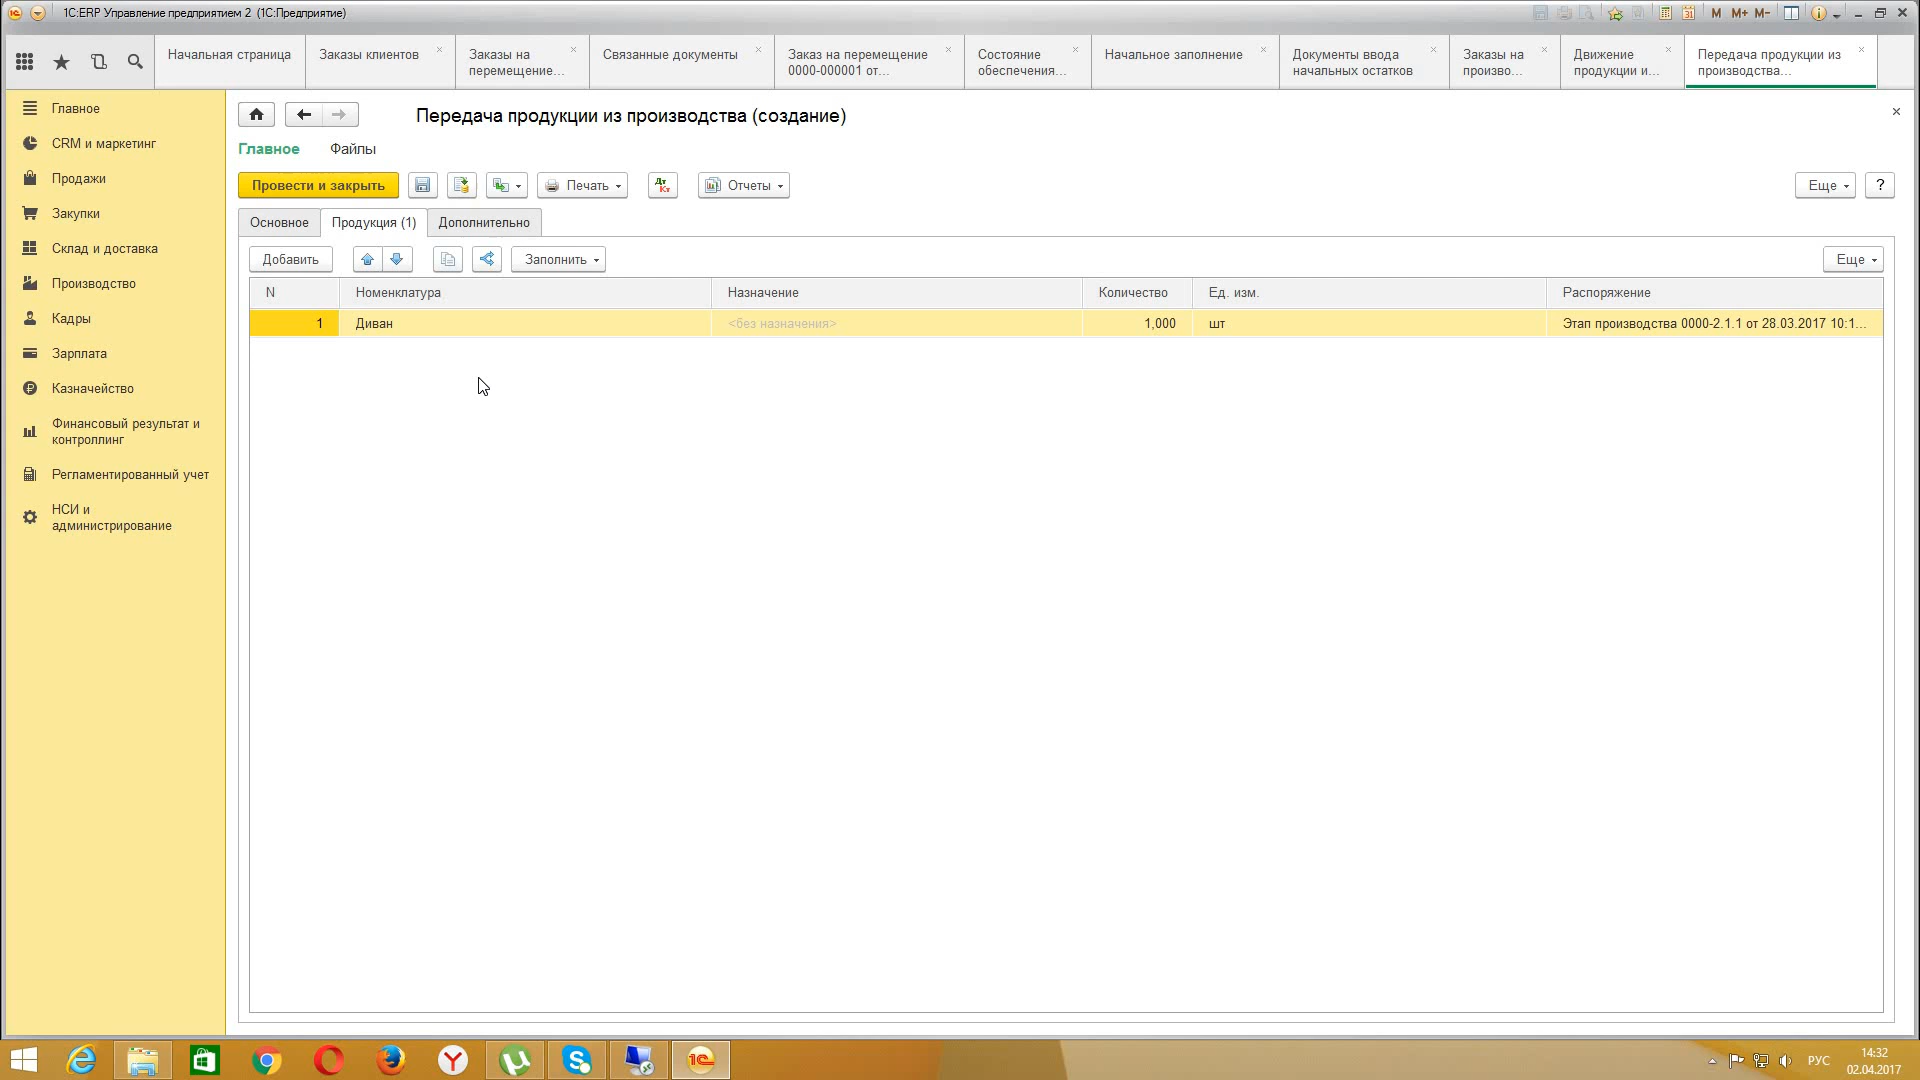 1С:ERP Управление предприятием 2 (1С:Предприятие)
M M+ M-
Начальная страница
Заказы клиентов
Заказы на перемещение...
Связанные документы
Заказ на перемещение 0000-000001 от...
Состояние обеспечения...
Начальное заполнение
Документы ввода начальных остатков
Заказы на произво...
Движение продукции и...
Передача продукции из производства...
Главное
CRM и маркетинг
Продажи
Закупки
Склад и доставка
Производство
Кадры
Зарплата
Казначейство
Финансовый результат и
контроллинг
Регламентированный учет
НСИ и
администрирование
Передача продукции из производства (создание)
Главное Файлы
Провести и закрыть Печать Дт Кт Отчеты Еще ?
Основное Продукция (1) Дополнительно
Добавить Заполнить Еще
N Номенклатура Назначение Количество Ед. изм. Распоряжение
1 Диван <без назначения> 1,000 шт Этап производства 0000-2.1.1 от 28.03.2017 10:1...
РУС
14:32
02.04.2017